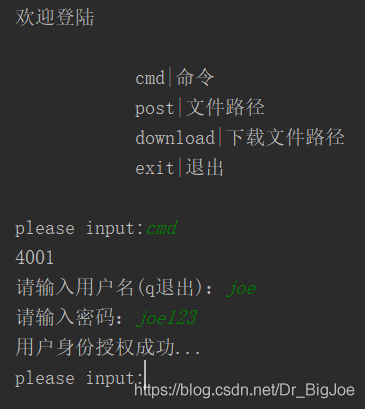 欢迎登陆
cmd|命令
post|文件路径
download|下载文件路径
exit|退出
please input:cmd
4001
请输入用户名(q退出): joe
请输入密码: joe123
用户身份授权成功...
please input:
https://blog.csdn.net/Dr_BigJoe